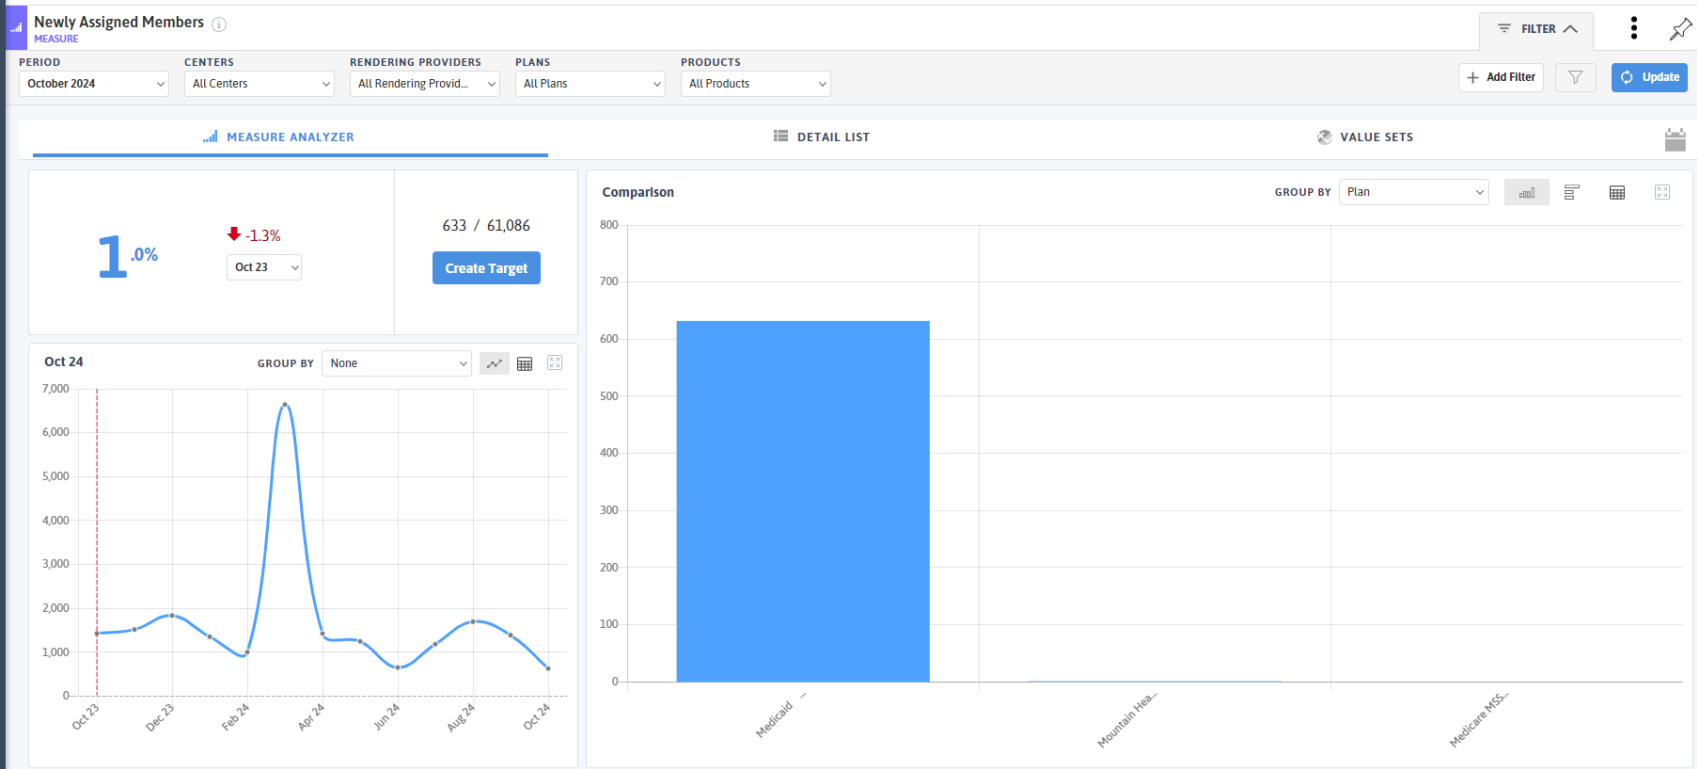 Newly Assigned Members
MEASURE
FILTER
PERIOD
October 2024
CENTERS
All Centers
RENDERING PROVIDERS
All Rendering Provid...
PLANS
All Plans
PRODUCTS
All Products
Add Filter
Update
MEASURE ANALYZER
DETAIL LIST
VALUE SETS
1.0%
-1.3%
Oct 23
633 / 61,086
Create Target
Oct 24
GROUP BY
None
7,000
6,000
5,000
4,000
3,000
2,000
1,000
0
Oct 23
Dec 23
Feb 24
Apr 24
Jun 24
Aug 24
Oct 24
Comparison
GROUP BY
Plan
800
700
600
500
400
300
200
100
0
Medicaid ...
Mountain Hea...
Medicare MSS...